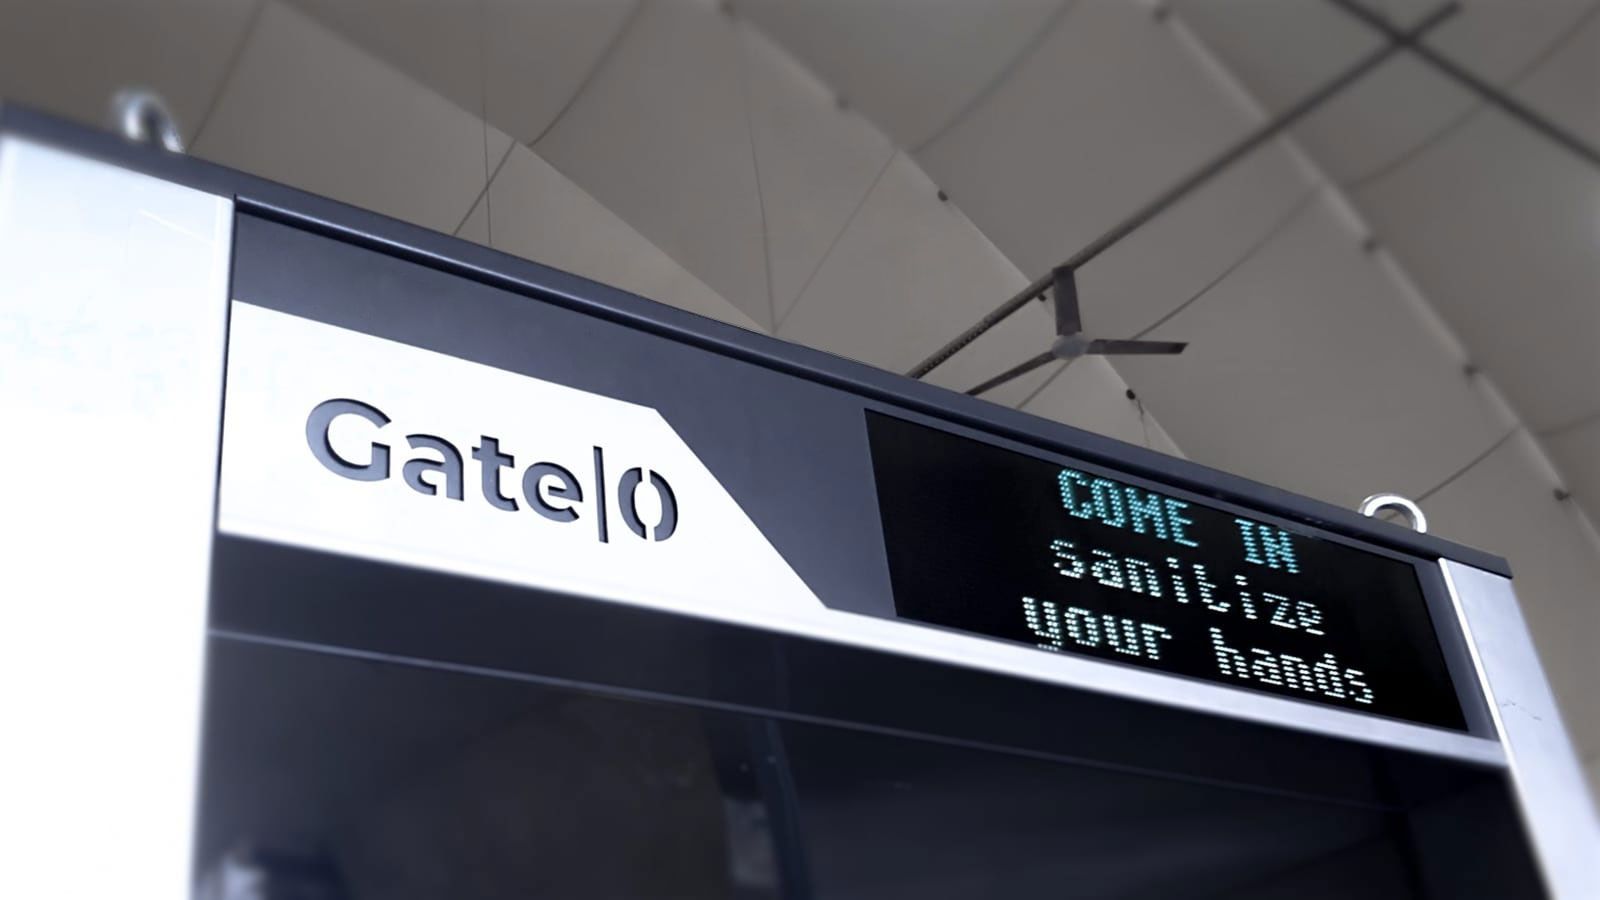 Gate|0
COME IN
sanitize
your hands